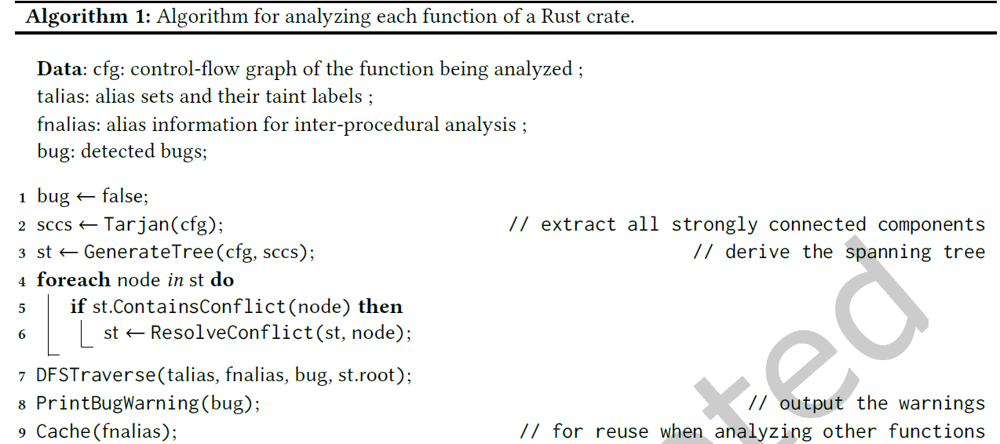 Algorithm 1: Algorithm for analyzing each function of a Rust crate.
Data: cfg: control-flow graph of the function being analyzed ;
talias: alias sets and their taint labels ;
fnalias: alias information for inter-procedural analysis ;
bug: detected bugs;
1 bug ← false;
2 sccs ← Tarjan(cfg); // extract all strongly connected components
3 st ← GenerateTree(cfg, sccs); // derive the spanning tree
4 foreach node in st do
5 if st.ContainsConflict(node) then
6 st ← ResolveConflict(st, node);
7 DFSTraverse(talias, fnalias, bug, st.root);
8 PrintBugWarning(bug); // output the warnings
9 Cache(fnalias); // for reuse when analyzing other functions